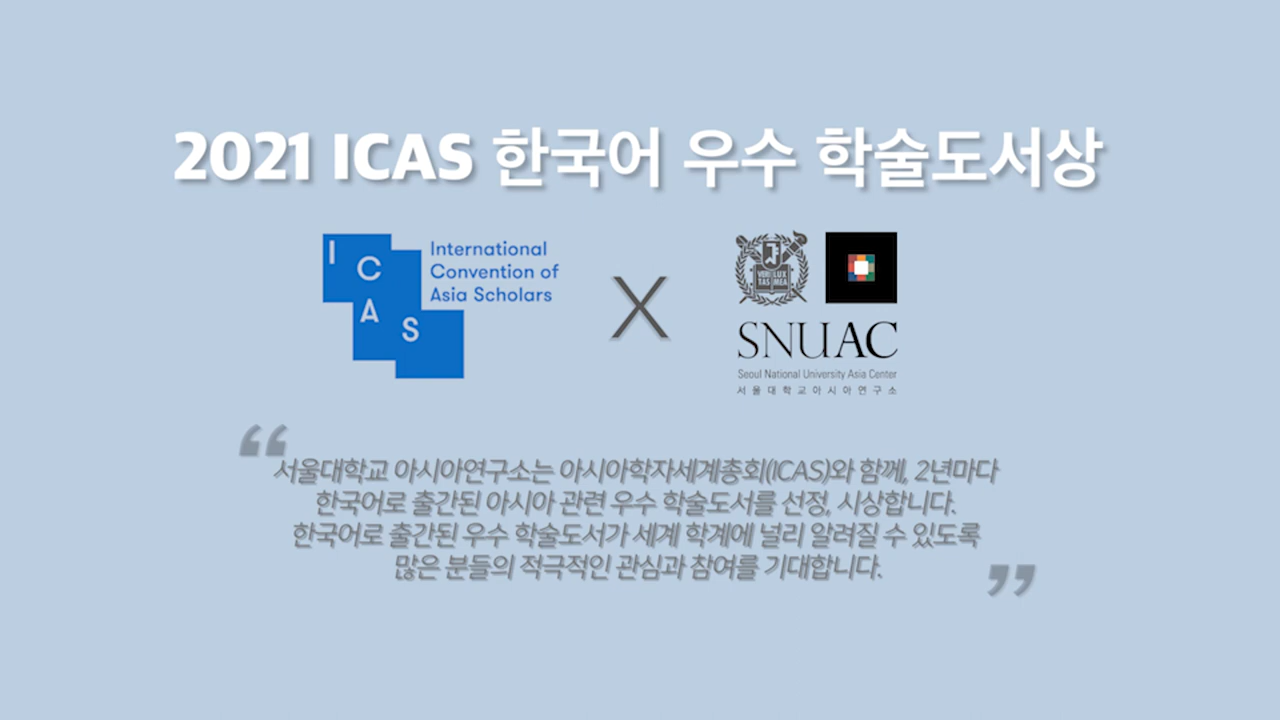 2021 ICAS 한국어 우수 학술도서상
I
C
A
S
International
Convention of
Asia Scholars
X
VERI LUX
TAS MEA
SNUAC
Seoul National University Asia Center
서울대학교아시아연구소
“서울대학교 아시아연구소는 아시아학자세계총회(ICAS)와 함께, 2년마다
한국어로 출간된 아시아 관련 우수 학술도서를 선정, 시상합니다.
한국어로 출간된 우수 학술도서가 세계 학계에 널리 알려질 수 있도록
많은 분들의 적극적인 관심과 참여를 기대합니다.”